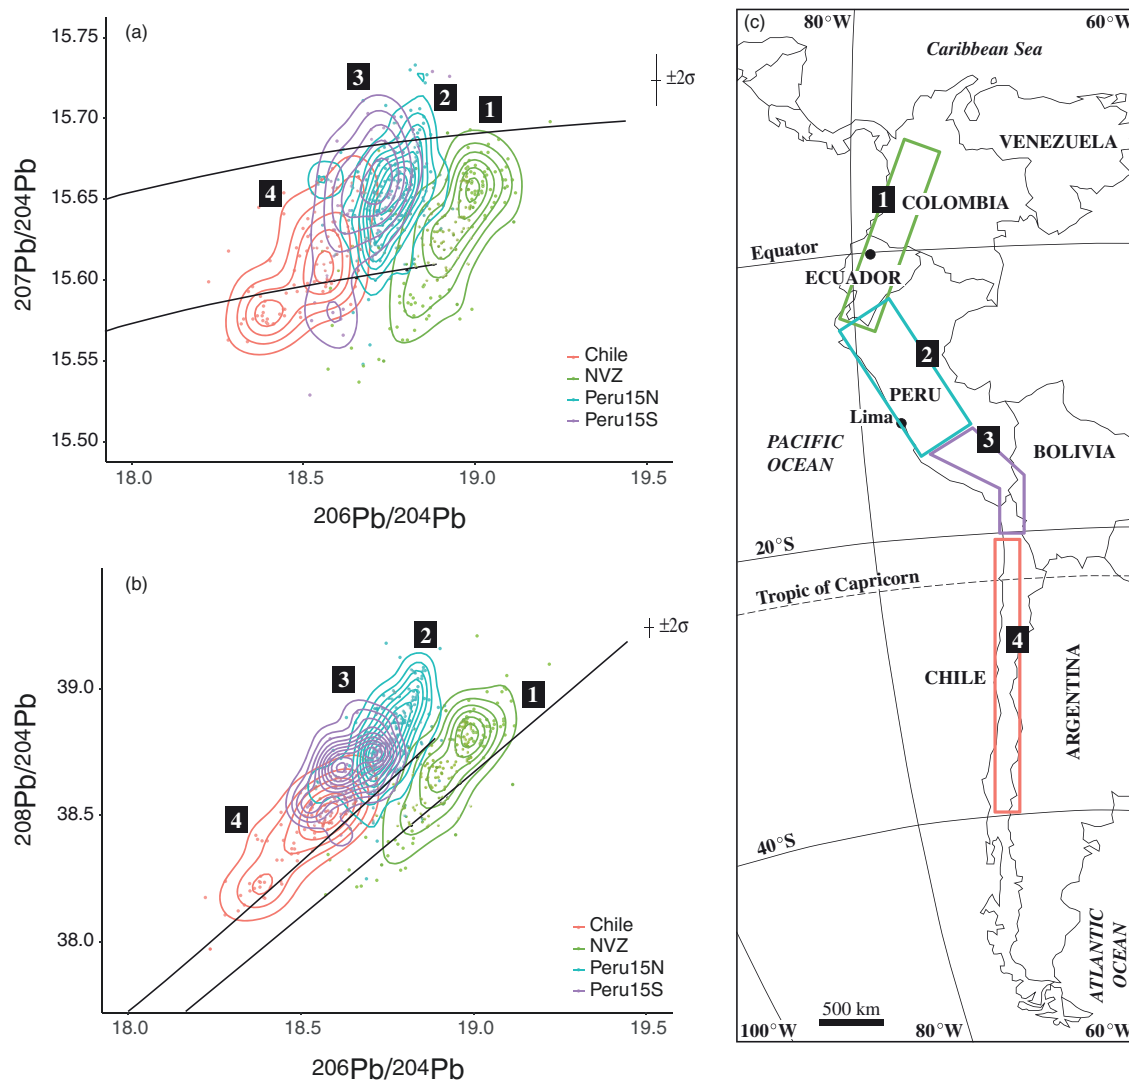 (a)
15.75
15.70
15.65
15.60
15.55
15.50
207Pb/204Pb
3
2
1
4
±2σ
Chile
NVZ
Peru15N
Peru15S
18.0
18.5
19.0
19.5
206Pb/204Pb
(b)
39.0
38.5
38.0
208Pb/204Pb
2
3
1
4
±2σ
Chile
NVZ
Peru15N
Peru15S
18.0
18.5
19.0
19.5
206Pb/204Pb
(c)
80°W
60°W
Caribbean Sea
VENEZUELA
1
COLOMBIA
Equator
ECUADOR
2
PERU
Lima
3
PACIFIC
OCEAN
BOLIVIA
20°S
Tropic of Capricorn
4
CHILE
ARGENTINA
40°S
ATLANTIC
OCEAN
500 km
100°W
80°W
60°W